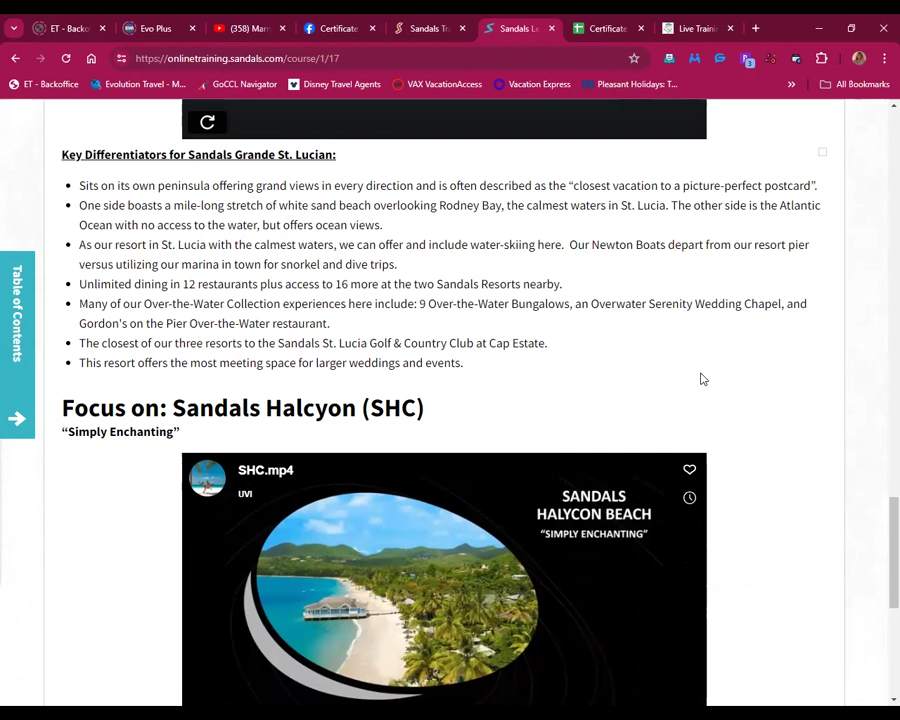 ET - Backo
Evo Plus
(358) Marr
Certificate
Sandals Tr
Sandals Le
Certificate
Live Trainin
https://onlinetraining.sandals.com/course/1/17
ET - Backoffice
Evolution Travel - M...
GoCCL Navigator
Disney Travel Agents
VAX VacationAccess
Vacation Express
Pleasant Holidays: T...
All Bookmarks
Key Differentiators for Sandals Grande St. Lucian:
Sits on its own peninsula offering grand views in every direction and is often described as the “closest vacation to a picture-perfect postcard”.
One side boasts a mile-long stretch of white sand beach overlooking Rodney Bay, the calmest waters in St. Lucia. The other side is the Atlantic
Ocean with no access to the water, but offers ocean views.
As our resort in St. Lucia with the calmest waters, we can offer and include water-skiing here. Our Newton Boats depart from our resort pier
versus utilizing our marina in town for snorkel and dive trips.
Unlimited dining in 12 restaurants plus access to 16 more at the two Sandals Resorts nearby.
Many of our Over-the-Water Collection experiences here include: 9 Over-the-Water Bungalows, an Overwater Serenity Wedding Chapel, and
Gordon's on the Pier Over-the-Water restaurant.
The closest of our three resorts to the Sandals St. Lucia Golf & Country Club at Cap Estate.
This resort offers the most meeting space for larger weddings and events.
Table of Contents
Focus on: Sandals Halcyon (SHC)
“Simply Enchanting”
SHC.mp4
UVI
SANDALS
HALYCON BEACH
“SIMPLY ENCHANTING”